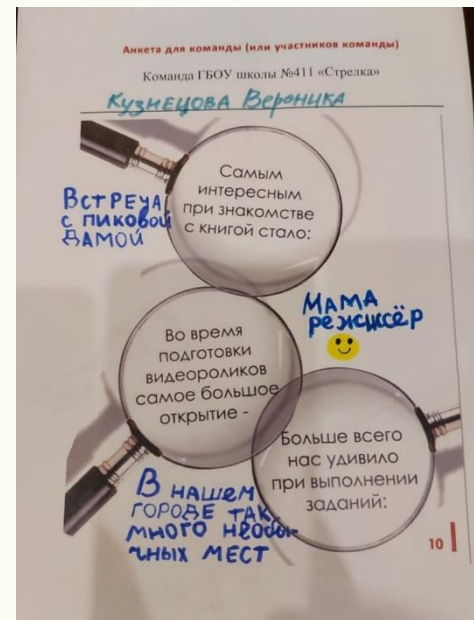 Анкета для команды (или участников команды)
Команда ГБОУ школы №411 «Стрелка»
Кузнецова Вероника
Самым
интересным
при знакомстве
с книгой стало:
ВСТРЕЧА
С ПИКОВОЙ
ДАМОЙ
МАМА
режиссёр
Во время
подготовки
видеороликов
самое большое
открытие -
Больше всего
нас удивило
при выполнении
заданий:
В НАШЕМ
ГОРОДЕ ТАК
МНОГО НЕОБЫ-
ЧНЫХ МЕСТ
10